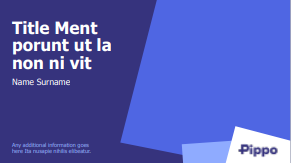 Title Ment
porunt ut la
non ni vit
Name Surname
Any additional information goes
here Ita nusapie nihilis elibeatur.
Pippo